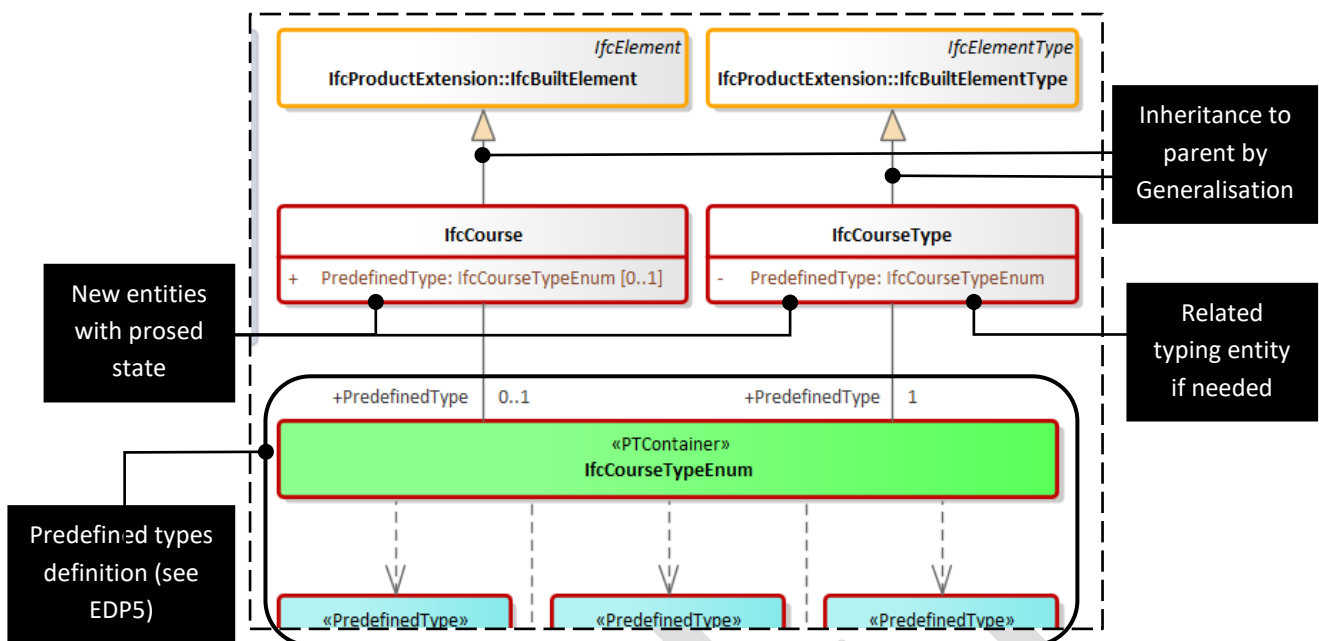 IfcElement
IfcProductExtension::IfcBuiltElement
IfcElementType
IfcProductExtension::IfcBuiltElementType
Inheritance to
parent by
Generalisation
IfcCourse
+ PredefinedType: IfcCourseTypeEnum [0..1]
IfcCourseType
- PredefinedType: IfcCourseTypeEnum
New entities
with prosed
state
Related
typing entity
if needed
+PredefinedType 0..1
+PredefinedType 1
«PTContainer»
IfcCourseTypeEnum
Predefined types
definition (see
EDP5)
«PredefinedType»
«PredefinedType»
«PredefinedType»